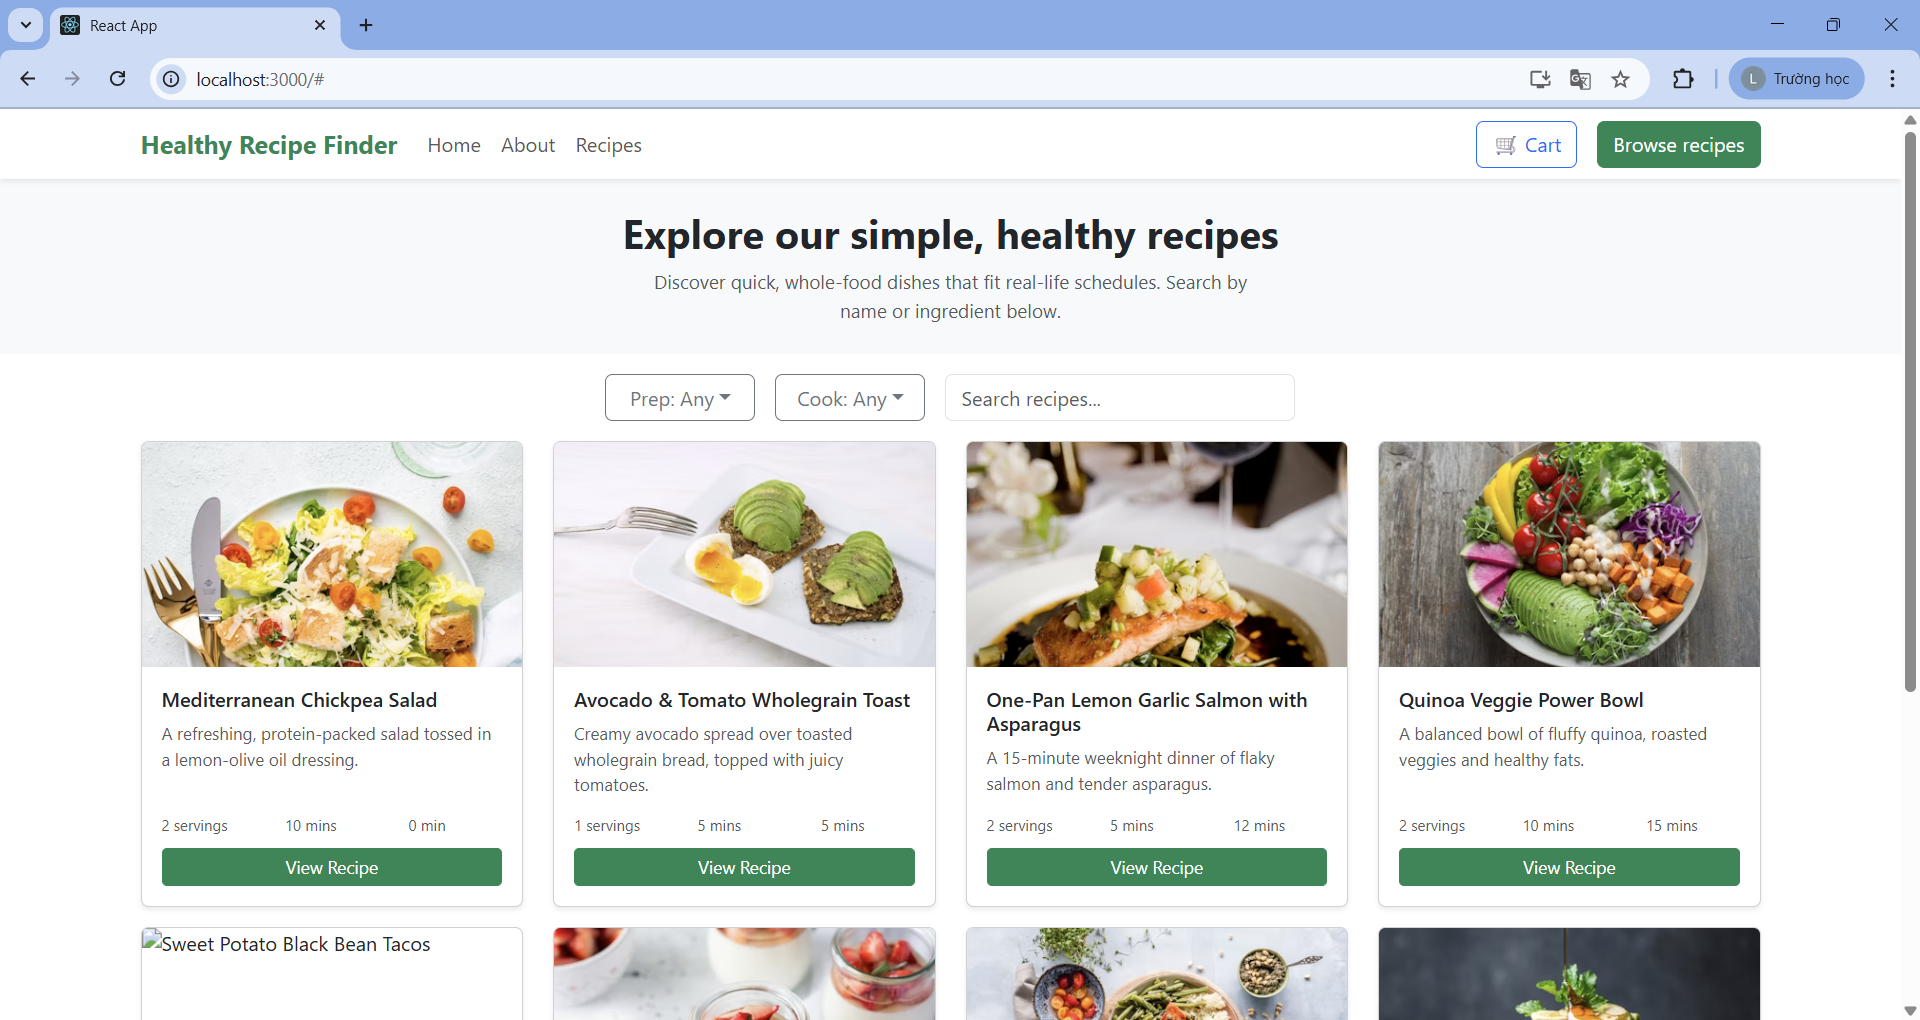 React App
localhost:3000/#
L Trường học
Healthy Recipe Finder Home About Recipes Cart Browse recipes
Explore our simple, healthy recipes
Discover quick, whole-food dishes that fit real-life schedules. Search by
name or ingredient below.
Prep: Any Cook: Any Search recipes...
Mediterranean Chickpea Salad
A refreshing, protein-packed salad tossed in
a lemon-olive oil dressing.
2 servings 10 mins 0 min
View Recipe
Avocado & Tomato Wholegrain Toast
Creamy avocado spread over toasted
wholegrain bread, topped with juicy
tomatoes.
1 servings 5 mins 5 mins
View Recipe
One-Pan Lemon Garlic Salmon with
Asparagus
A 15-minute weeknight dinner of flaky
salmon and tender asparagus.
2 servings 5 mins 12 mins
View Recipe
Quinoa Veggie Power Bowl
A balanced bowl of fluffy quinoa, roasted
veggies and healthy fats.
2 servings 10 mins 15 mins
View Recipe
Sweet Potato Black Bean Tacos